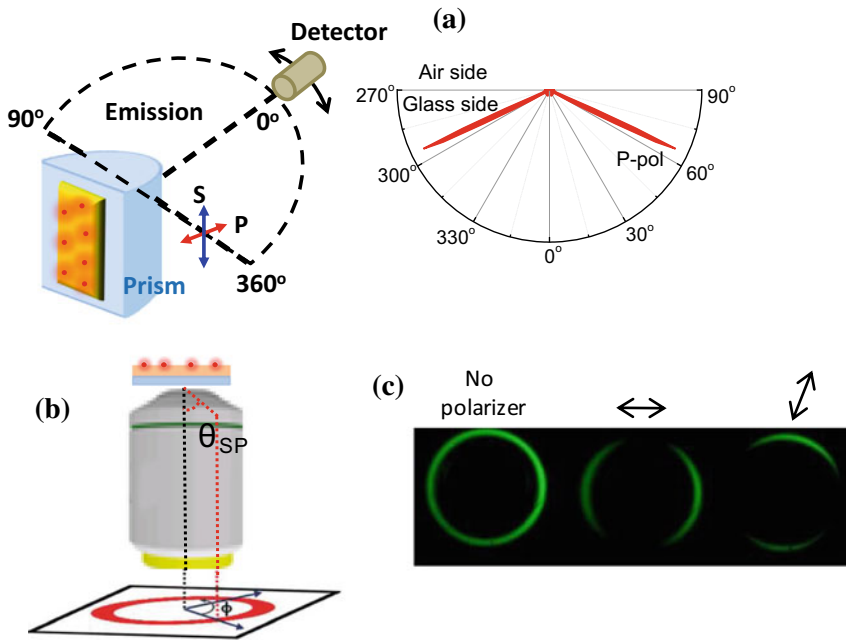 (a)
Detector
Emission
90°
0°
S
P
Prism
360°
270°
Air side
Glass side
90°
P-pol
300°
60°
330°
30°
0°
(b)
θSP
ϕ
(c)
No
polarizer